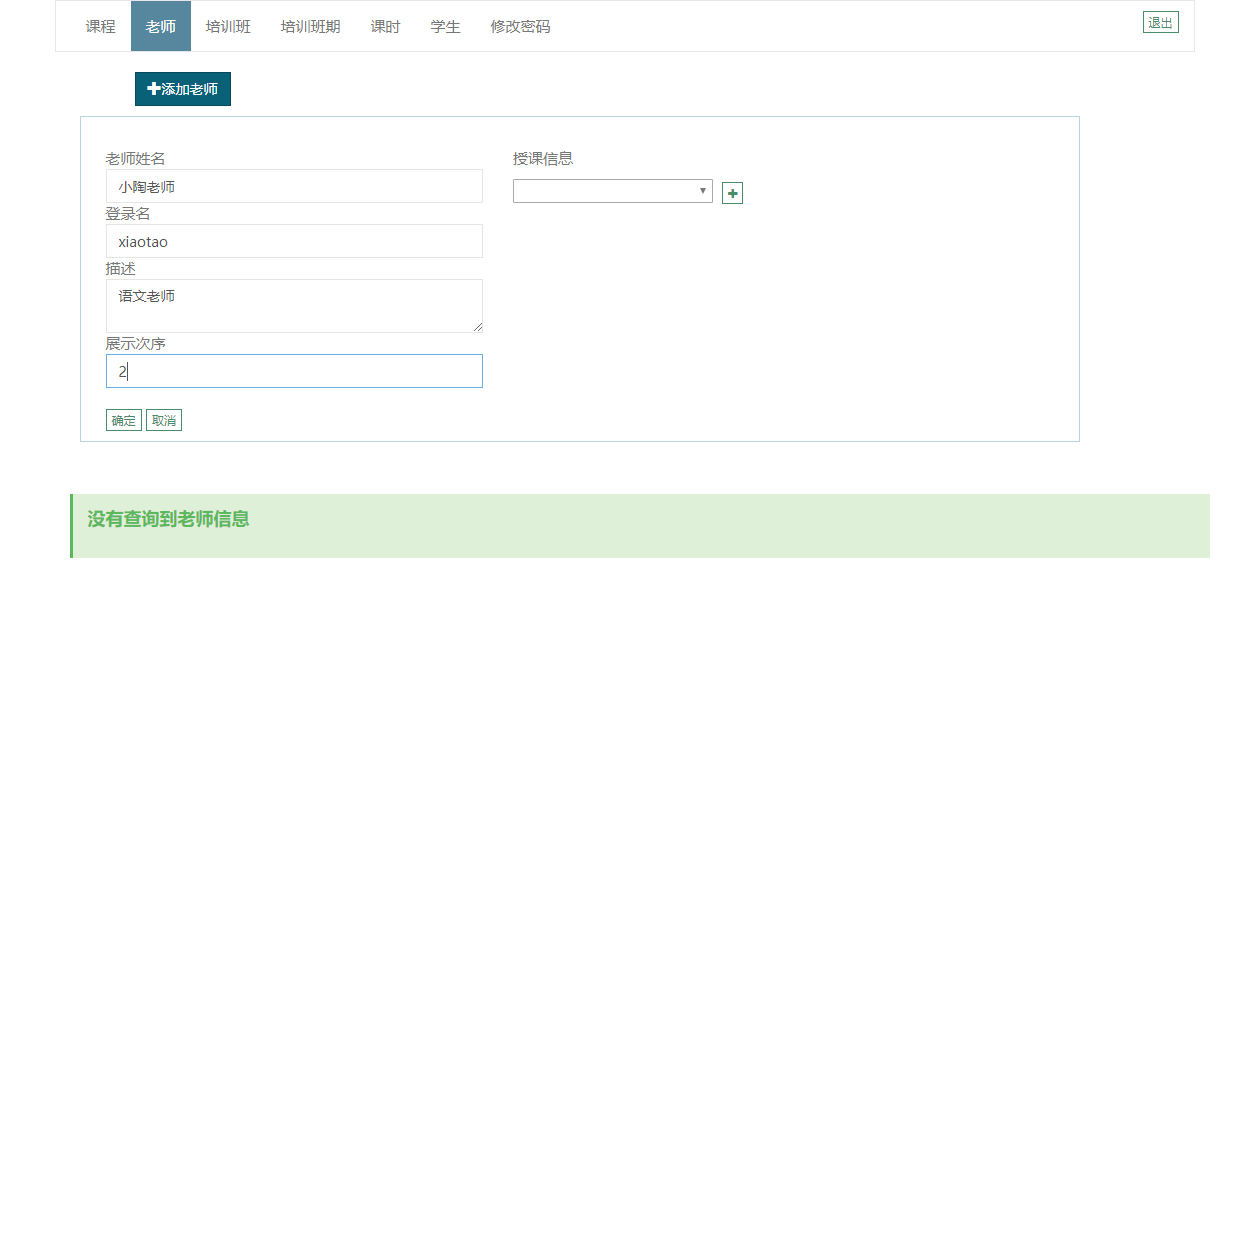 课程 老师 培训班 培训班期 课时 学生 修改密码 退出
添加老师
老师姓名
小陶老师
登录名
xiaotao
描述
语文老师
展示次序
2
确定 取消
授课信息
没有查询到老师信息